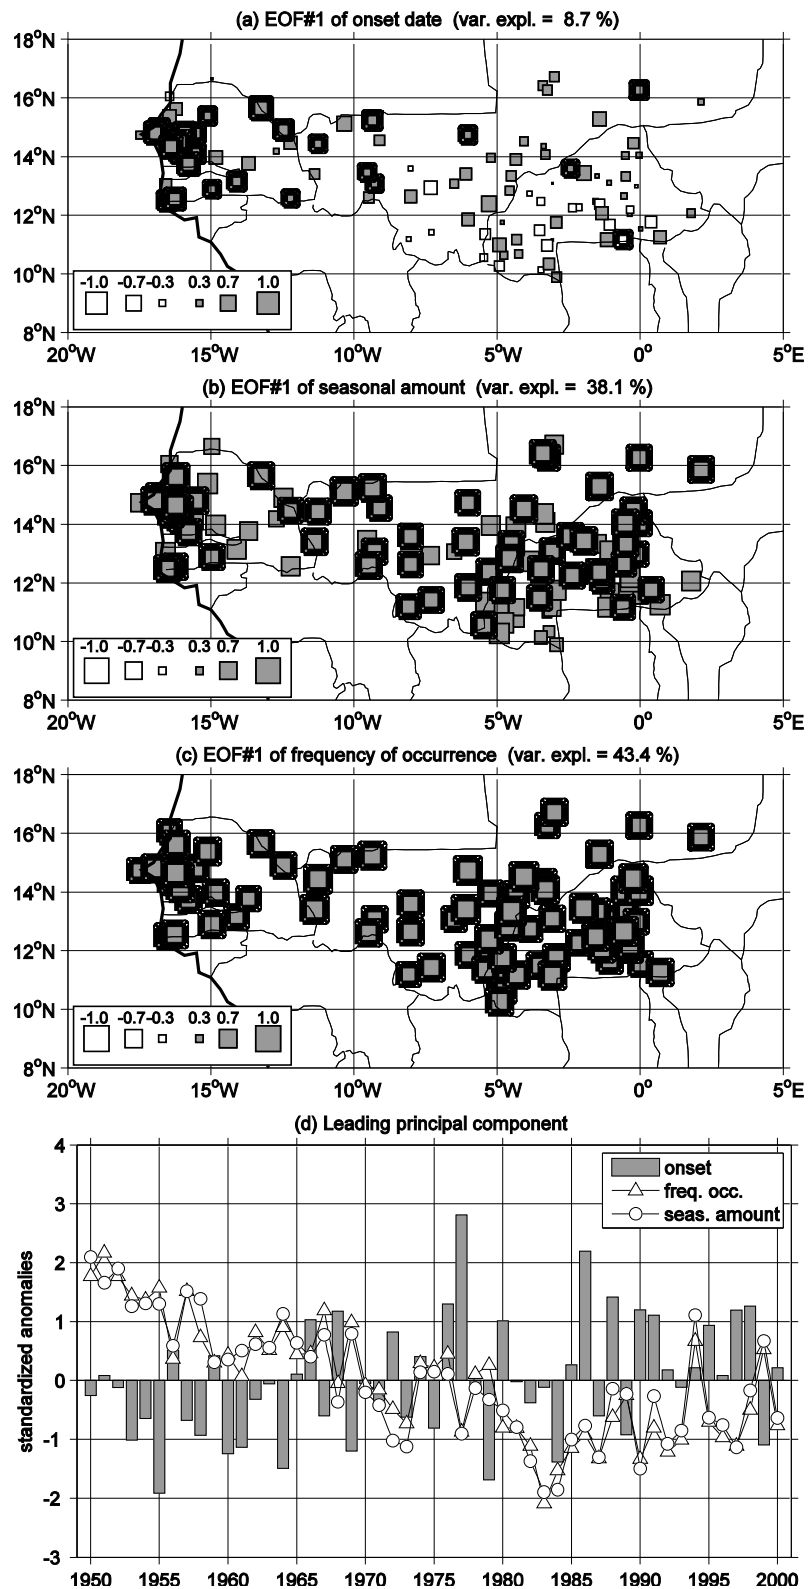 (a) EOF#1 of onset date (var. expl. = 8.7 %)
18°N
16°N
14°N
12°N
10°N
8°N
-1.0 -0.7 -0.3 0.3 0.7 1.0
20°W 15°W 10°W 5°W 0° 5°E
(b) EOF#1 of seasonal amount (var. expl. = 38.1 %)
18°N
16°N
14°N
12°N
10°N
8°N
-1.0 -0.7 -0.3 0.3 0.7 1.0
20°W 15°W 10°W 5°W 0° 5°E
(c) EOF#1 of frequency of occurrence (var. expl. = 43.4 %)
18°N
16°N
14°N
12°N
10°N
8°N
-1.0 -0.7 -0.3 0.3 0.7 1.0
20°W 15°W 10°W 5°W 0° 5°E
(d) Leading principal component
standardized anomalies
4
3
2
1
0
-1
-2
-3
onset
freq. occ.
seas. amount
1950 1955 1960 1965 1970 1975 1980 1985 1990 1995 2000